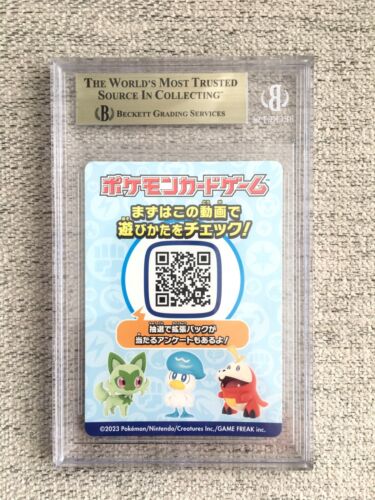 THE WORLD'S MOST TRUSTED
SOURCE IN COLLECTING™
B BECKETT GRADING SERVICES
B
BECKETT
ポケモンカードゲーム
まずはこの動画で
遊びかたをチェック!
抽選で拡張パックが
当たるアンケートもあるよ!
©2023 Pokémon/Nintendo/Creatures Inc./GAME FREAK inc.